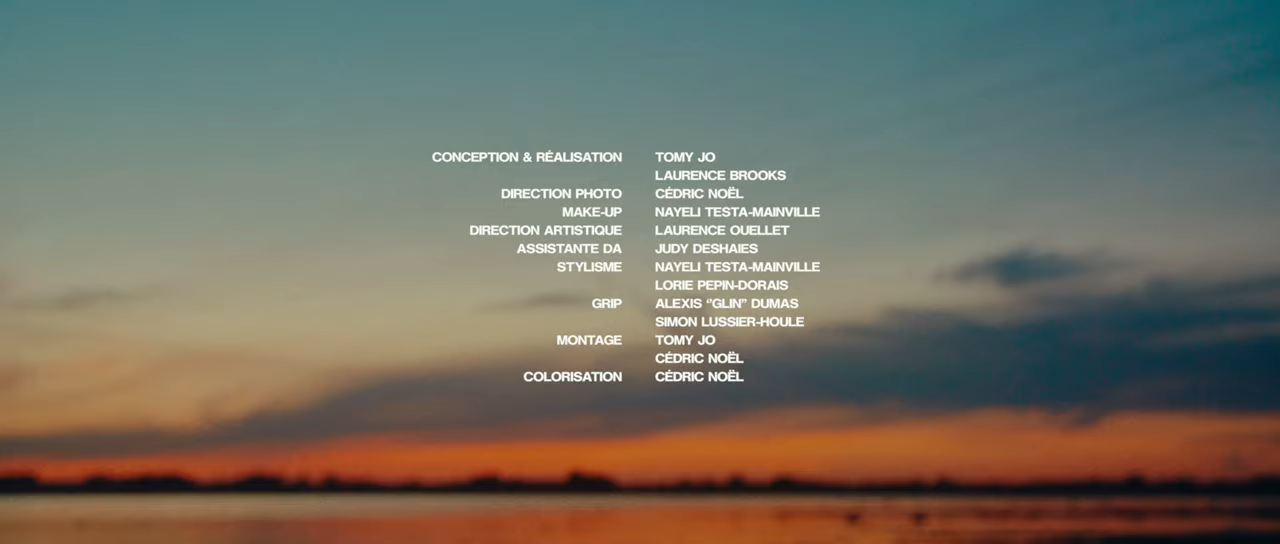 CONCEPTION & RÉALISATION TOMY JO
LAURENCE BROOKS
DIRECTION PHOTO CÉDRIC NOËL
MAKE-UP NAYELI TESTA-MAINVILLE
DIRECTION ARTISTIQUE LAURENCE OUELLET
ASSISTANTE DA JUDY DESHAIES
STYLISME NAYELI TESTA-MAINVILLE
LORIE PEPIN-DORAIS
GRIP ALEXIS “GLIN” DUMAS
SIMON LUSSIER-HOULE
MONTAGE TOMY JO
CÉDRIC NOËL
COLORISATION CÉDRIC NOËL